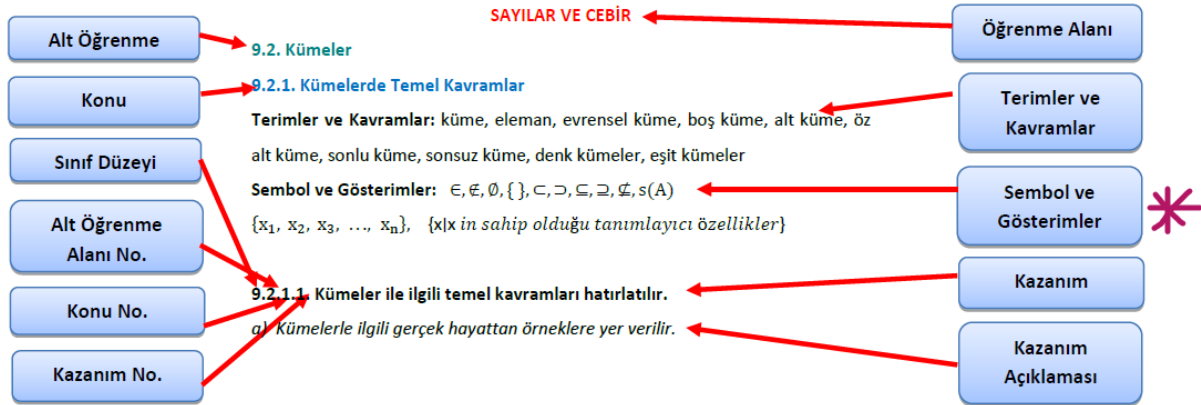 SAYILAR VE CEBİR
Öğrenme Alanı
Alt Öğrenme
9.2. Kümeler
Konu
9.2.1. Kümelerde Temel Kavramlar
Terimler ve
Kavramlar
Terimler ve Kavramlar: küme, eleman, evrensel küme, boş küme, alt küme, öz
alt küme, sonlu küme, sonsuz küme, denk kümeler, eşit kümeler
Sınıf Düzeyi
Sembol ve Gösterimler: ∈, ∉, ∅, { }, ⊂, ⊃, ⊆, ⊇, ⊄, s(A)
{x₁, x₂, x₃, …, xₙ}, {x|x in sahip olduğu tanımlayıcı özellikler}
Sembol ve
Gösterimler
Alt Öğrenme
Alanı No.
9.2.1.1. Kümeler ile ilgili temel kavramları hatırlatılır.
Kazanım
Konu No.
a) Kümelerle ilgili gerçek hayattan örneklere yer verilir.
Kazanım
Açıklaması
Kazanım No.